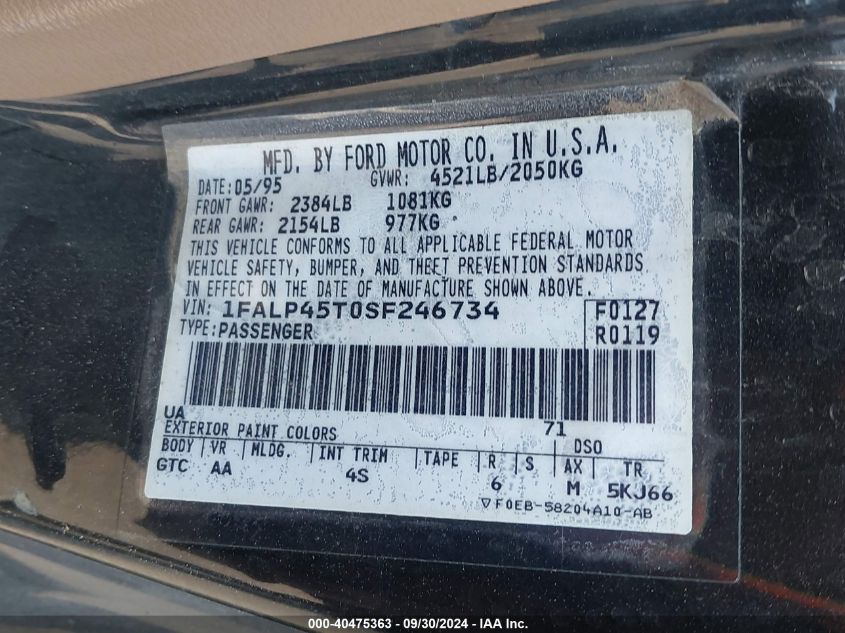 MFD. BY FORD MOTOR CO. IN U.S.A.
DATE: 05/95 GVWR: 4521LB/2050KG
FRONT GAWR: 2384LB 1081KG
REAR GAWR: 2154LB 977KG
THIS VEHICLE CONFORMS TO ALL APPLICABLE FEDERAL MOTOR
VEHICLE SAFETY, BUMPER, AND THEFT PREVENTION STANDARDS
IN EFFECT ON THE DATE OF MANUFACTURE SHOWN ABOVE.
VIN: 1FALP45T0SF246734 F0127
TYPE: PASSENGER R0119
UA 71
EXTERIOR PAINT COLORS DSO
BODY VR MLDG. INT TRIM TAPE R S AX TR
GTC AA 4S 6 M 5KJ66
▽ F0EB-58204A10-AB
000-40475363 - 09/30/2024 - IAA Inc.